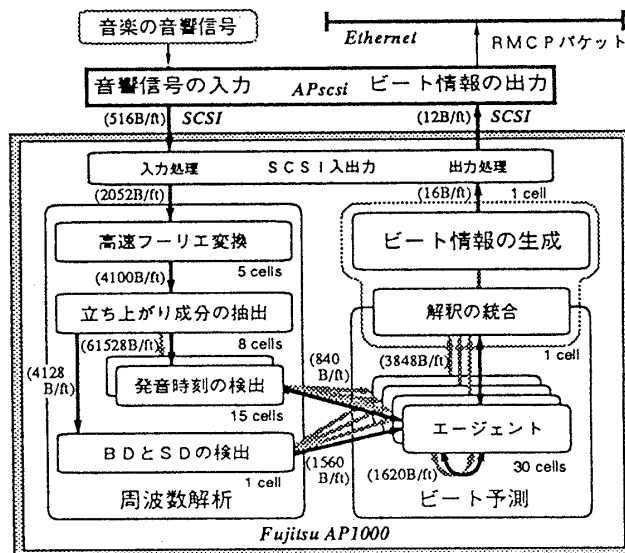 音楽の音響信号
Ethernet
RMCPパケット
音響信号の入力
APscsi
ビート情報の出力
(516B/ft)
SCSI
(12B/ft)
SCSI
入力処理
SCSI入出力
出力処理
(2052B/ft)
(16B/ft)
1 cell
高速フーリエ変換
5 cells
ビート情報の生成
(4100B/ft)
立ち上がり成分の抽出
8 cells
解釈の統合
1 cell
(4128
B/ft)
(61528B/ft)
(840
B/ft)
(3848B/ft)
発音時刻の検出
15 cells
エージェント
30 cells
BDとSDの検出
1 cell
(1560
B/ft)
(1620B/ft)
周波数解析
ビート予測
Fujitsu AP1000